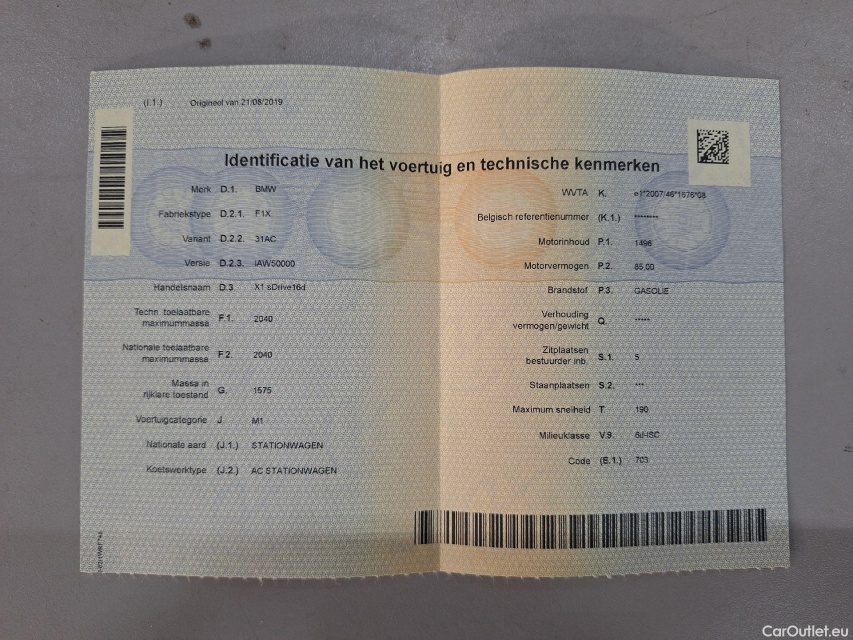 (I.1.) Origineel van 21/08/2019
Identificatie van het voertuig en technische kenmerken
Merk D.1. BMW
Fabriekstype D.2.1. F1X
Variant D.2.2. 31AC
Versie D.2.3. IAW50000
Handelsnaam D.3. X1 sDrive16d
Techn. toelaatbare
maximummassa F.1. 2040
Nationale toelaatbare
maximummassa F.2. 2040
Massa in
rijklare toestand G. 1575
Voertuigcategorie J. M1
Nationale aard (J.1.) STATIONWAGEN
Koetswerktype (J.2.) AC STATIONWAGEN
WVTA K. e1*2007/46*1676*08
Belgisch referentienummer (K.1.) ********
Motorinhoud P.1. 1496
Motorvermogen P.2. 85,00
Brandstof P.3. GASOLIE
Verhouding
vermogen/gewicht Q. *****
Zitplaatsen
bestuurder inb. S.1. 5
Staanplaatsen S.2. ***
Maximum snelheid T. 190
Milieuklasse V.9. 6d-ISC
Code (E.1.) 703
CarOutlet.eu